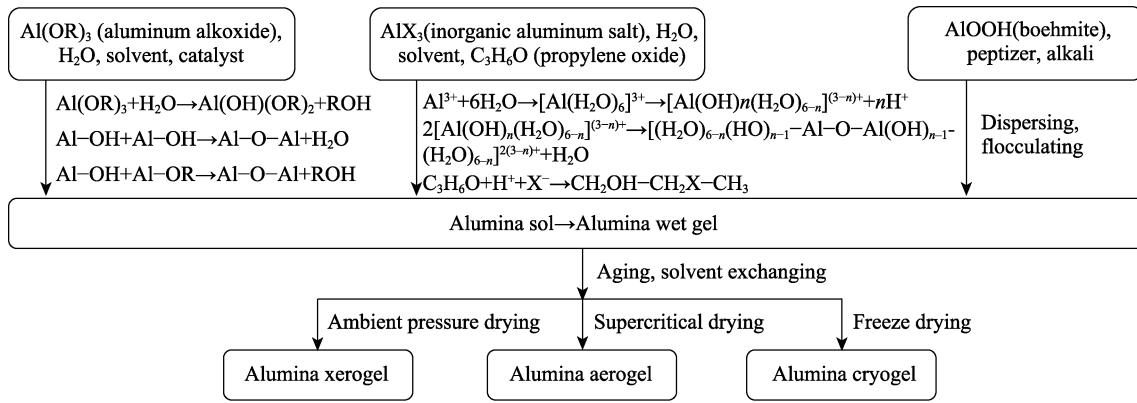 Al(OR)₃ (aluminum alkoxide),
H₂O, solvent, catalyst
AlX₃(inorganic aluminum salt), H₂O,
solvent, C₃H₆O (propylene oxide)
AlOOH(boehmite),
peptizer, alkali
Al(OR)₃+H₂O→Al(OH)(OR)₂+ROH
Al−OH+Al−OH→Al−O−Al+H₂O
Al−OH+Al−OR→Al−O−Al+ROH
Al³⁺+6H₂O→[Al(H₂O)₆]³⁺→[Al(OH)n(H₂O)₆₋ₙ]⁽³⁻ⁿ⁾⁺+nH⁺
2[Al(OH)ₙ(H₂O)₆₋ₙ]⁽³⁻ⁿ⁾⁺→[(H₂O)₆₋ₙ(HO)ₙ₋₁−Al−O−Al(OH)ₙ₋₁-
(H₂O)₆₋ₙ]²⁽³⁻ⁿ⁾⁺+H₂O
C₃H₆O+H⁺+X⁻→CH₂OH−CH₂X−CH₃
Dispersing,
flocculating
Alumina sol→Alumina wet gel
Aging, solvent exchanging
Ambient pressure drying
Supercritical drying
Freeze drying
Alumina xerogel
Alumina aerogel
Alumina cryogel